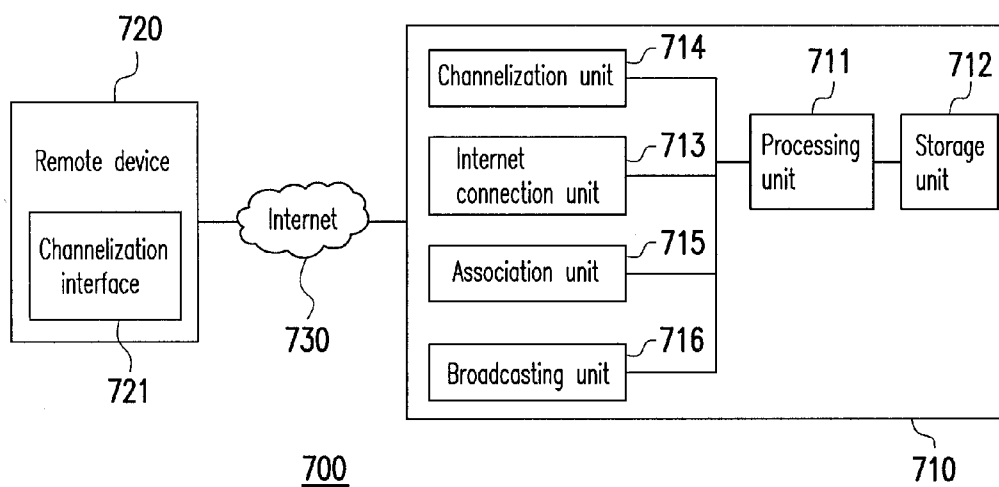 720
Remote device
Channelization
interface
721
Internet
730
714
Channelization unit
713
Internet
connection unit
715
Association unit
716
Broadcasting unit
711
Processing
unit
712
Storage
unit
710
700